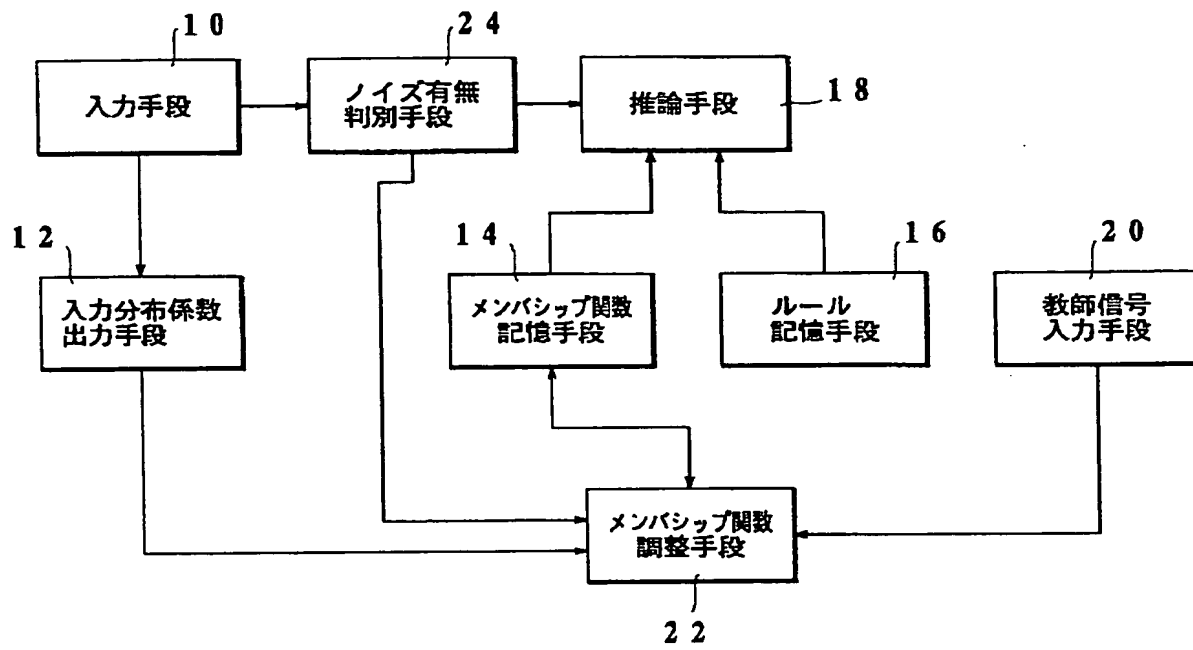 10
24
入力手段
ノイズ有無
判別手段
推論手段
18
12
14
16
20
入力分布係数
出力手段
メンバシップ関数
記憶手段
ルール
記憶手段
教師信号
入力手段
メンバシップ関数
調整手段
22